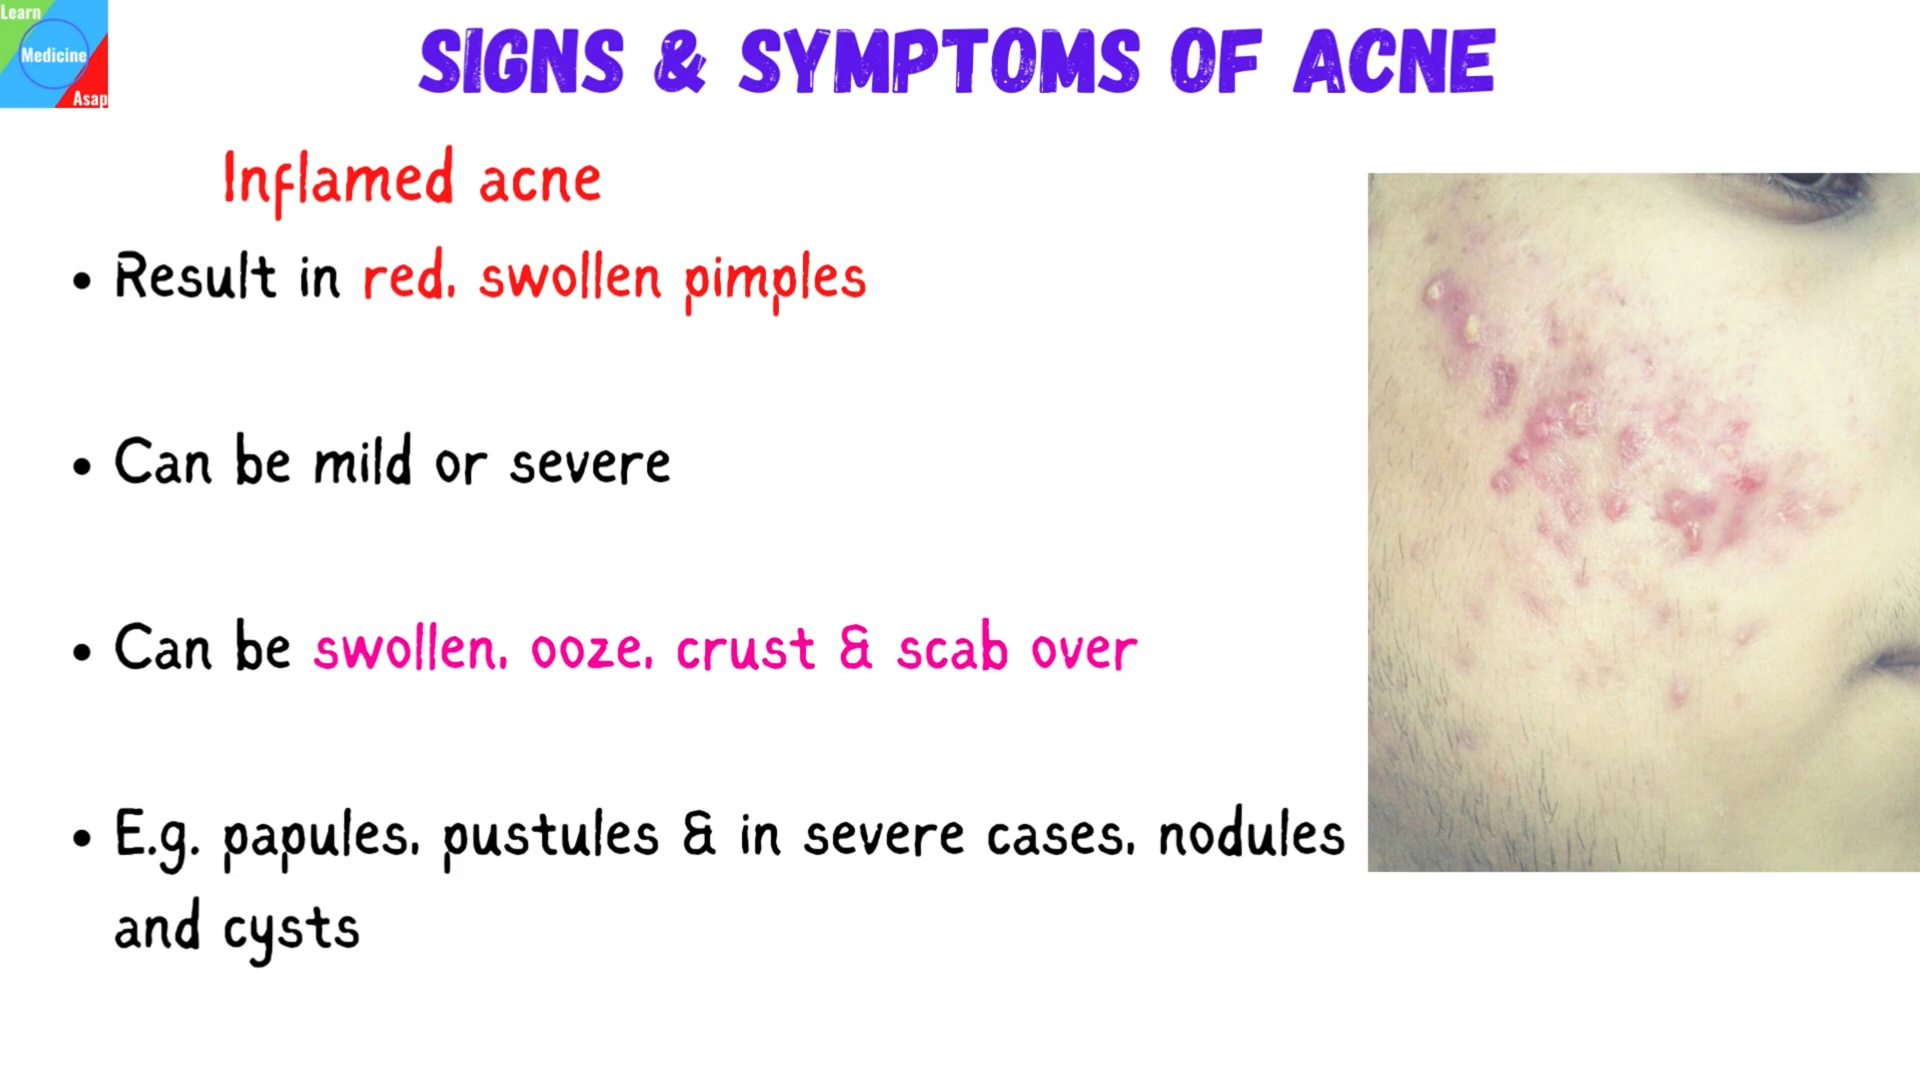 Learn
Medicine
Asap
SIGNS & SYMPTOMS OF ACNE
Inflamed acne
• Result in red, swollen pimples
• Can be mild or severe
• Can be swollen, ooze, crust & scab over
• E.g. papules, pustules & in severe cases, nodules
and cysts